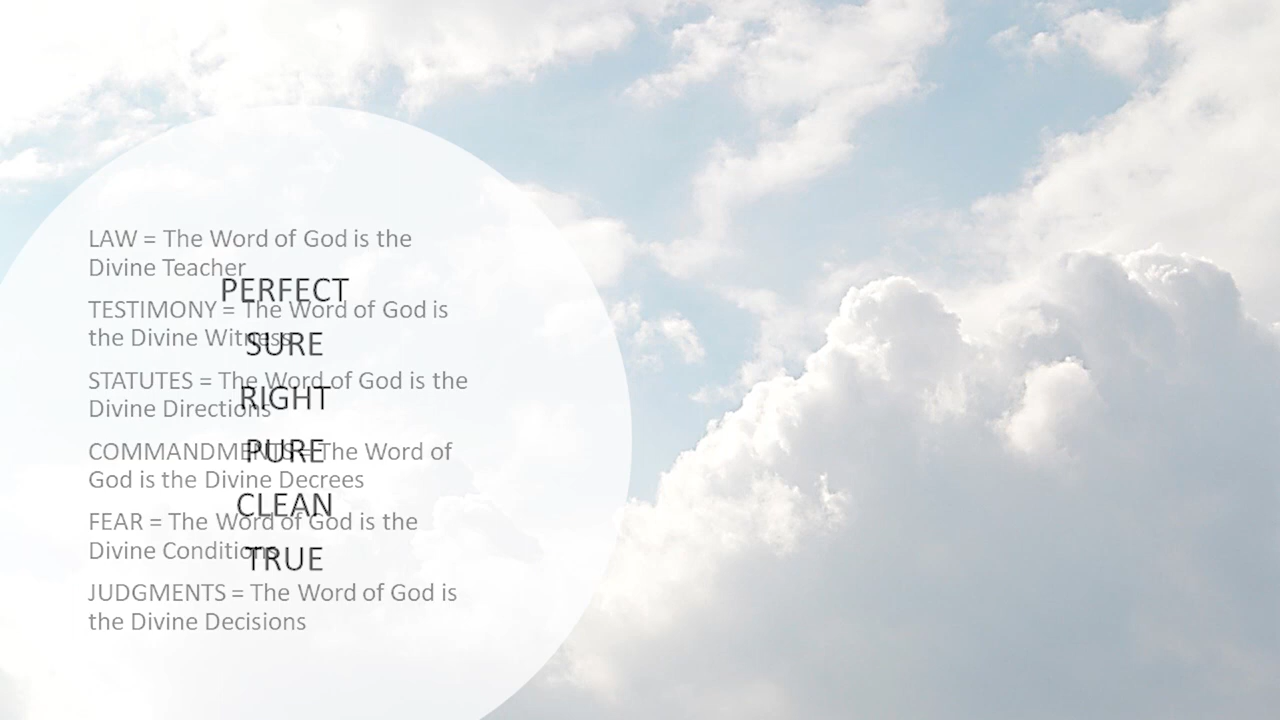 LAW = The Word of God is the
Divine Teacher
PERFECT
TESTIMONY = The Word of God is
the Divine Witness
SURE
STATUTES = The Word of God is the
Divine Directions
RIGHT
COMMANDMENTS = The Word of
PURE
God is the Divine Decrees
CLEAN
FEAR = The Word of God is the
Divine Conditions
TRUE
JUDGMENTS = The Word of God is
the Divine Decisions